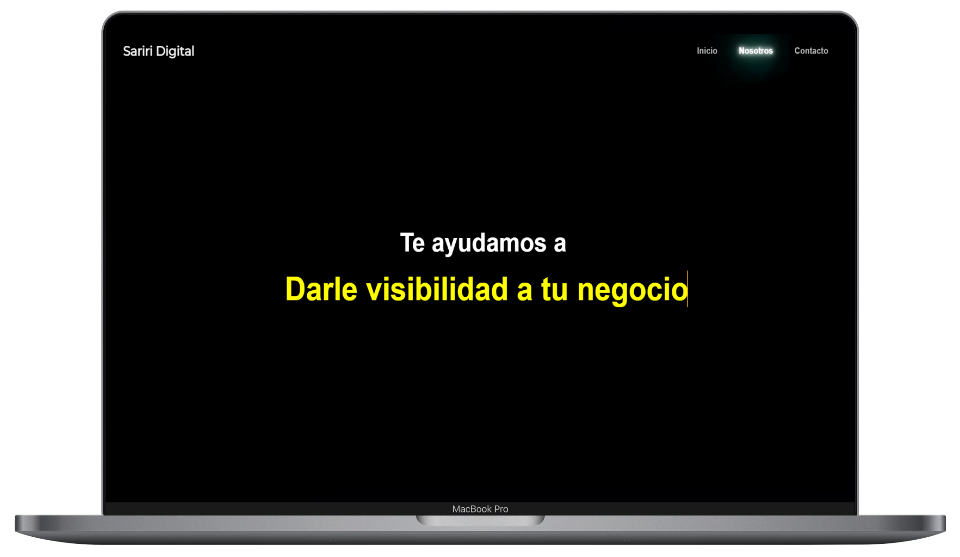 Sariri Digital
Inicio Nosotros Contacto
Te ayudamos a
Darle visibilidad a tu negocio
MacBook Pro